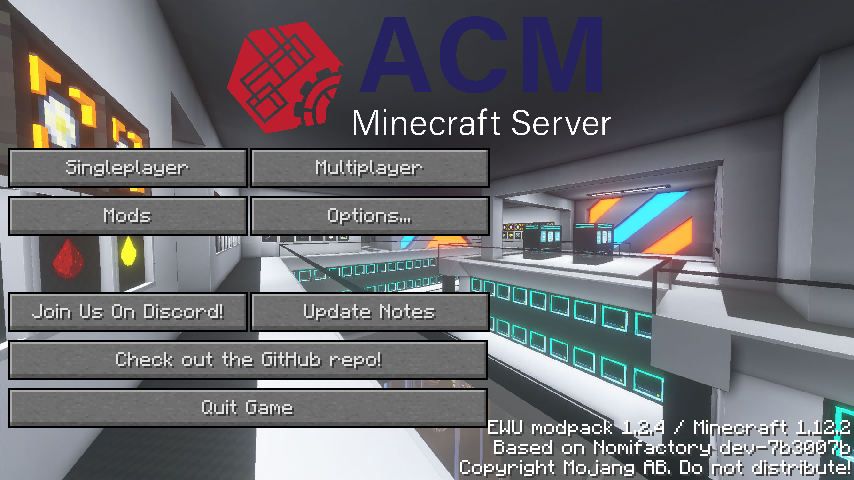 ACM
Minecraft Server
Singleplayer
Multiplayer
Mods
Options...
Join Us On Discord!
Update Notes
Check out the GitHub repo!
Quit Game
EWU modpack 1.2.4 / Minecraft 1.12.2
Based on Nomifactory dev-7b3007b
Copyright Mojang AB. Do not distribute!